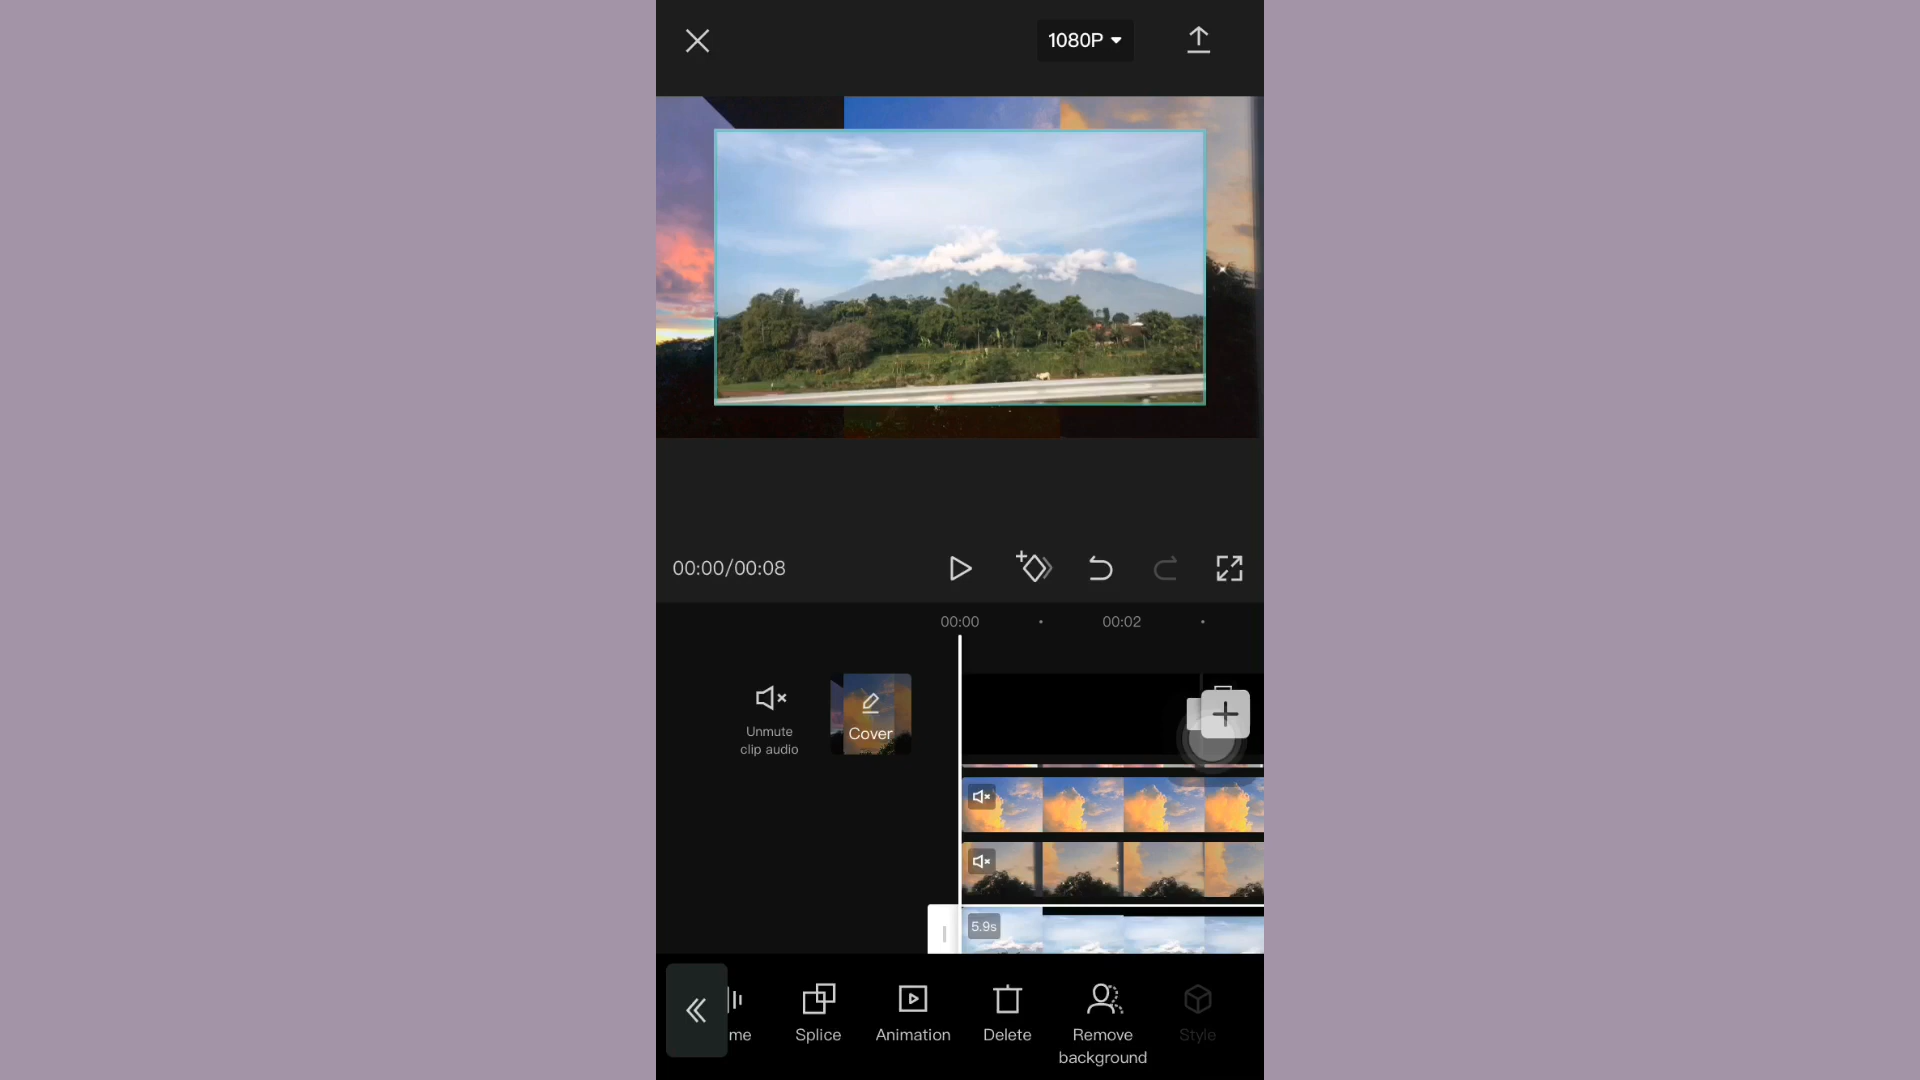 1080P
00:00/00:08
00:00
00:02
Unmute
clip audio
Cover
5.9s
me
Splice
Animation
Delete
Remove
background
Style